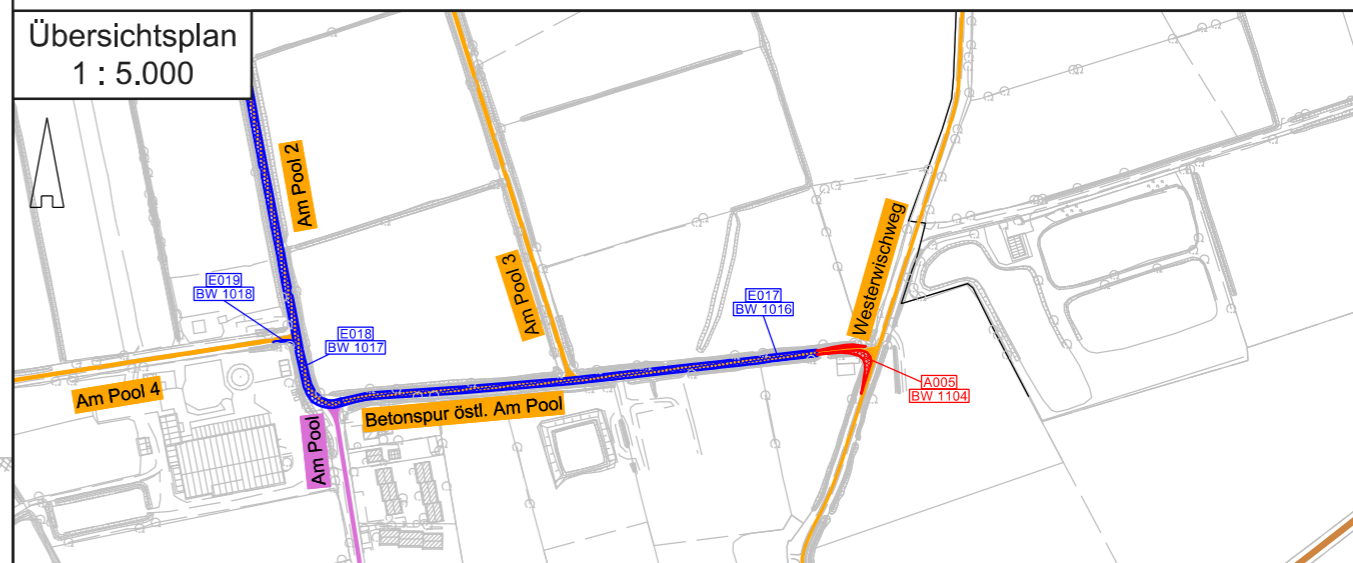 Übersichtsplan
1 : 5.000
Am Pool 2
Am Pool 3
Westerwischweg
E019
BW 1018
E018
BW 1017
E017
BW 1016
A005
BW 1104
Am Pool 4
Am Pool
Betonspur östl. Am Pool